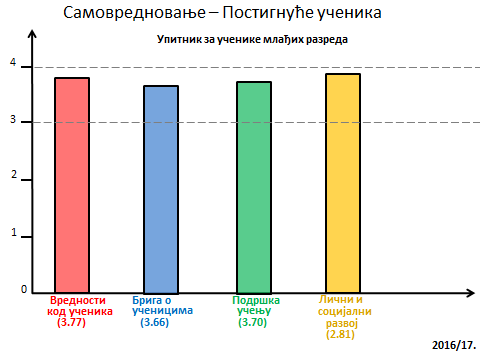 Самовредновање – Постигнуће ученика
Упитник за ученике млађих разреда
4
3
2
1
0
Вредности
код ученика
(3.77)
Брига о
ученицима
(3.66)
Подршка
учењу
(3.70)
Лични и
социјални
развој
(2.81)
2016/17.